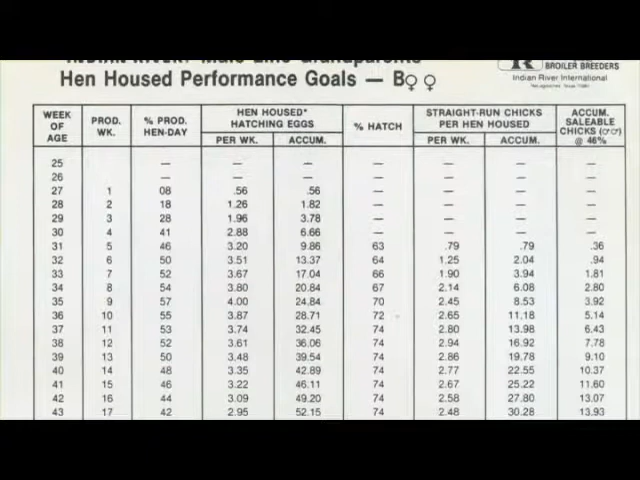 INDIAN RIVER® Male Line Grandparents
Hen Housed Performance Goals — B♀♀
R
BROILER BREEDERS
Indian River International
WEEK OF AGE | PROD. WK. | % PROD. HEN-DAY | HEN HOUSED* HATCHING EGGS PER WK. | ACCUM. | % HATCH | STRAIGHT-RUN CHICKS PER HEN HOUSED PER WK. | ACCUM. | ACCUM. SALEABLE CHICKS (♂♂) @ 46%
25 — — — — — — —
26 — — — — — — —
27 1 08 .56 .56 — — — —
28 2 18 1.26 1.82 — — — —
29 3 28 1.96 3.78 — — — —
30 4 41 2.88 6.66 — — — —
31 5 46 3.20 9.86 63 .79 .79 .36
32 6 50 3.51 13.37 64 1.25 2.04 .94
33 7 52 3.67 17.04 66 1.90 3.94 1.81
34 8 54 3.80 20.84 67 2.14 6.08 2.80
35 9 57 4.00 24.84 70 2.45 8.53 3.92
36 10 55 3.87 28.71 72 2.65 11.18 5.14
37 11 53 3.74 32.45 74 2.80 13.98 6.43
38 12 52 3.61 36.06 74 2.94 16.92 7.78
39 13 50 3.48 39.54 74 2.86 19.78 9.10
40 14 48 3.35 42.89 74 2.77 22.55 10.37
41 15 46 3.22 46.11 74 2.67 25.22 11.60
42 16 44 3.09 49.20 74 2.58 27.80 13.07
43 17 42 2.95 52.15 74 2.48 30.28 13.93